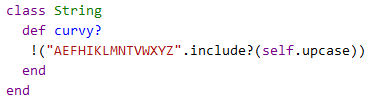 class String
  def curvy?
   !("AEFHIKLMNTVWXYZ".include?(self.upcase))
  end
end